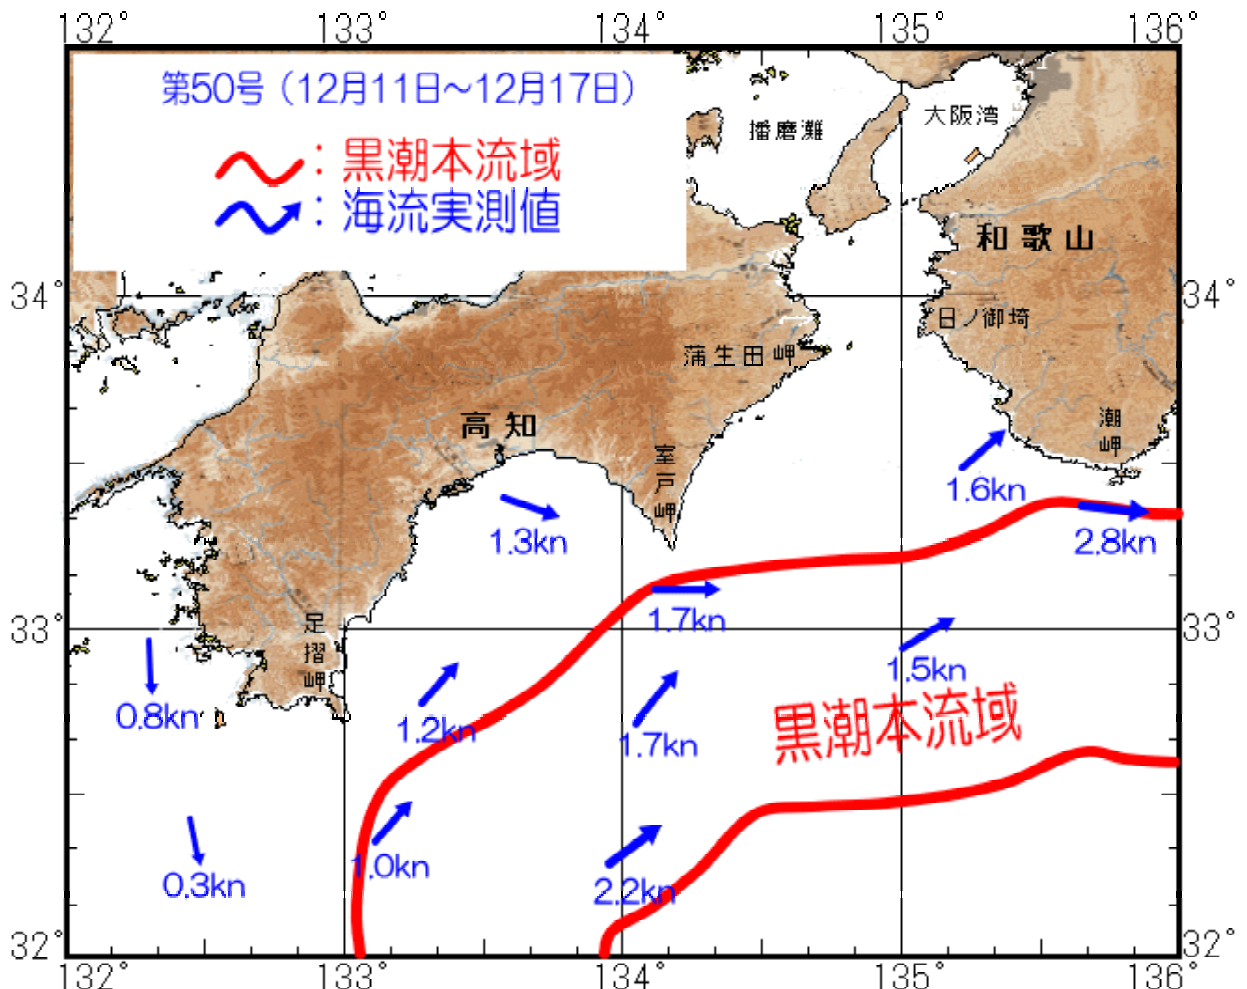 132° 133° 134° 135° 136°
第50号（12月11日～12月17日）
：黒潮本流域
：海流実測値
播磨灘
大阪湾
和歌山
34° 34°
日ノ御埼
蒲生田岬
高知
室戸岬
潮岬
1.6kn
1.3kn
2.8kn
1.7kn
33° 33°
足摺岬
1.5kn
0.8kn
1.2kn
1.7kn
黒潮本流域
1.0kn
0.3kn
2.2kn
32° 32°
132° 133° 134° 135° 136°